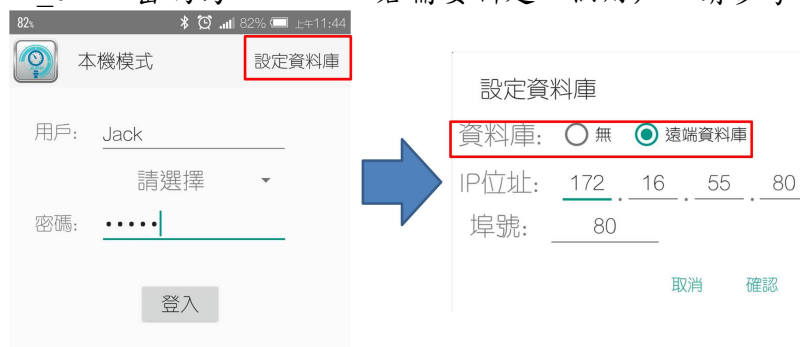 82%
82% 上午11:44
本機模式
設定資料庫
用戶: Jack
請選擇
密碼: •••••
登入
設定資料庫
資料庫: 無 遠端資料庫
IP位址: 172 . 16 . 55 . 80
埠號: 80
取消 確認